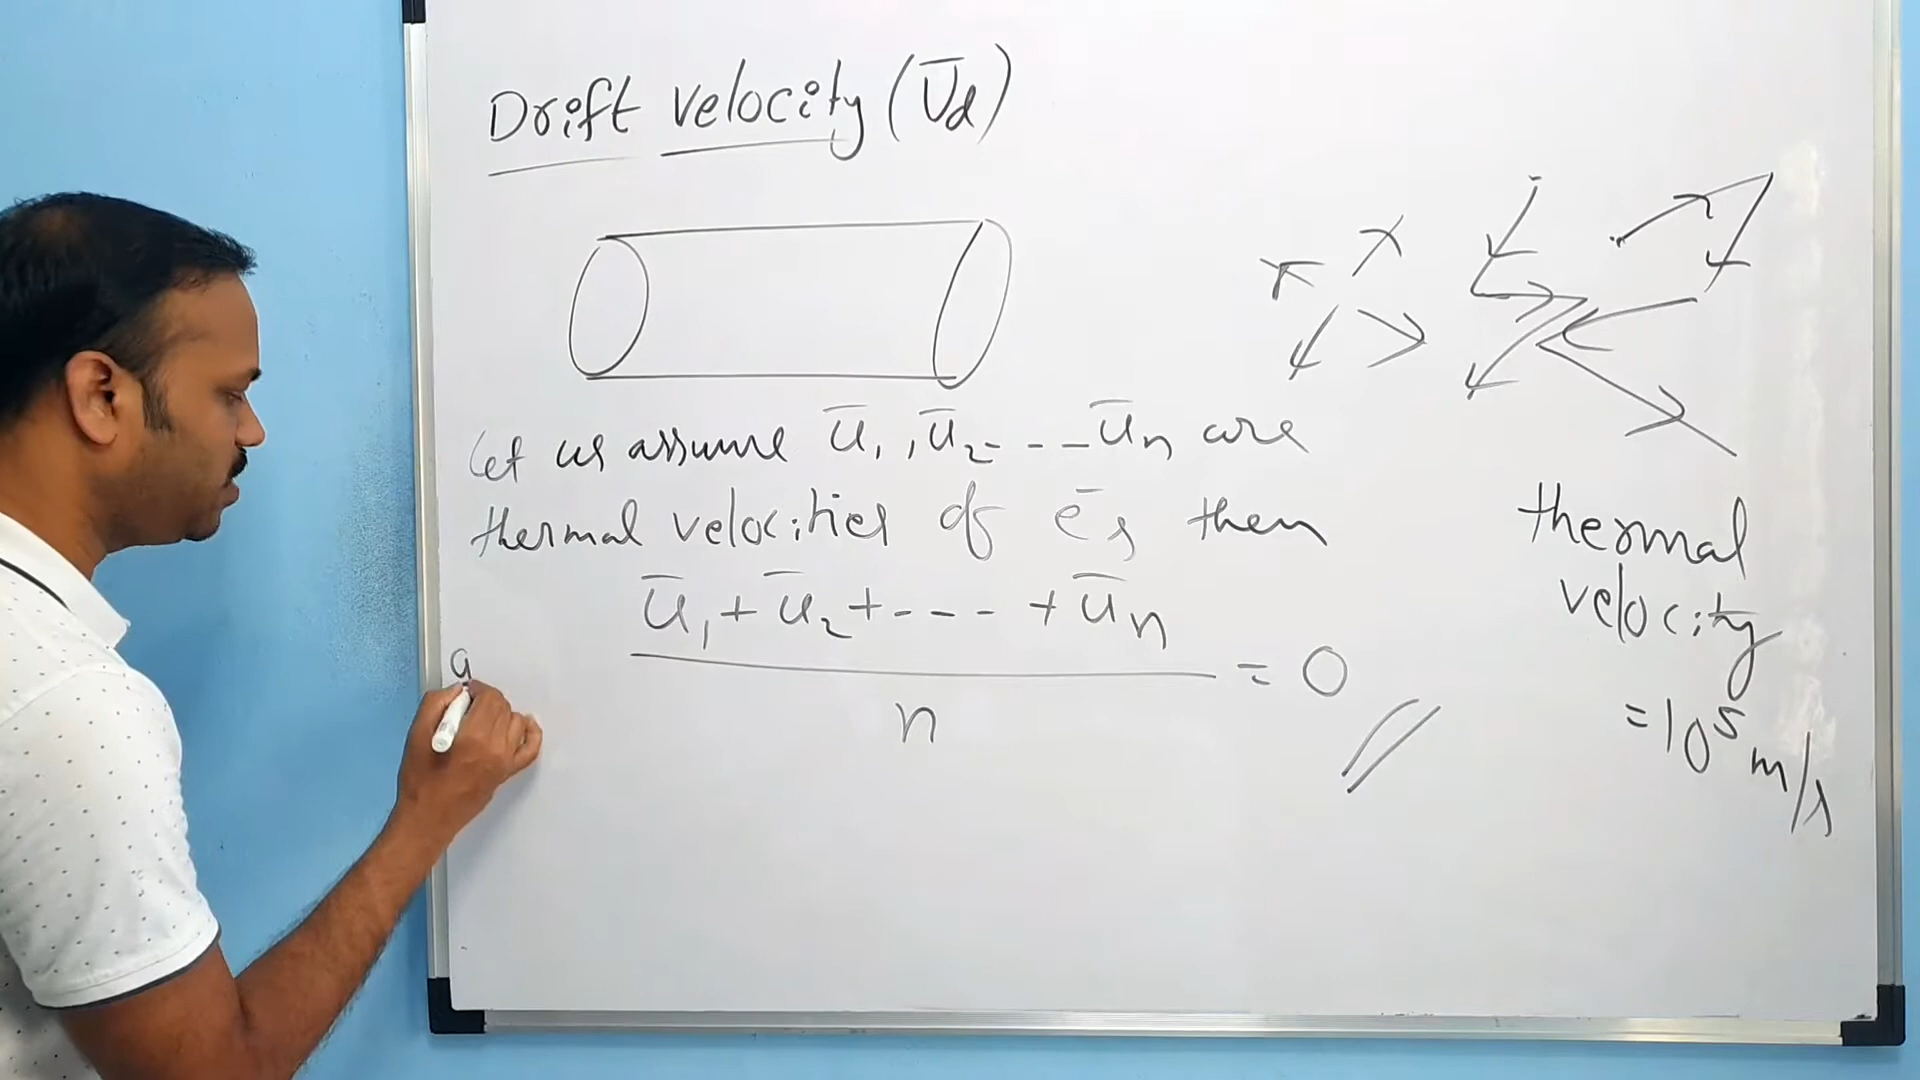 Drift velocity (V̄d)
Let us assume ū₁, ū₂ - - - ūn are
thermal velocities of ēs then
ū₁ + ū₂ + - - - + ūn
= 0
n
a
thermal
velocity
= 10⁵ m/s